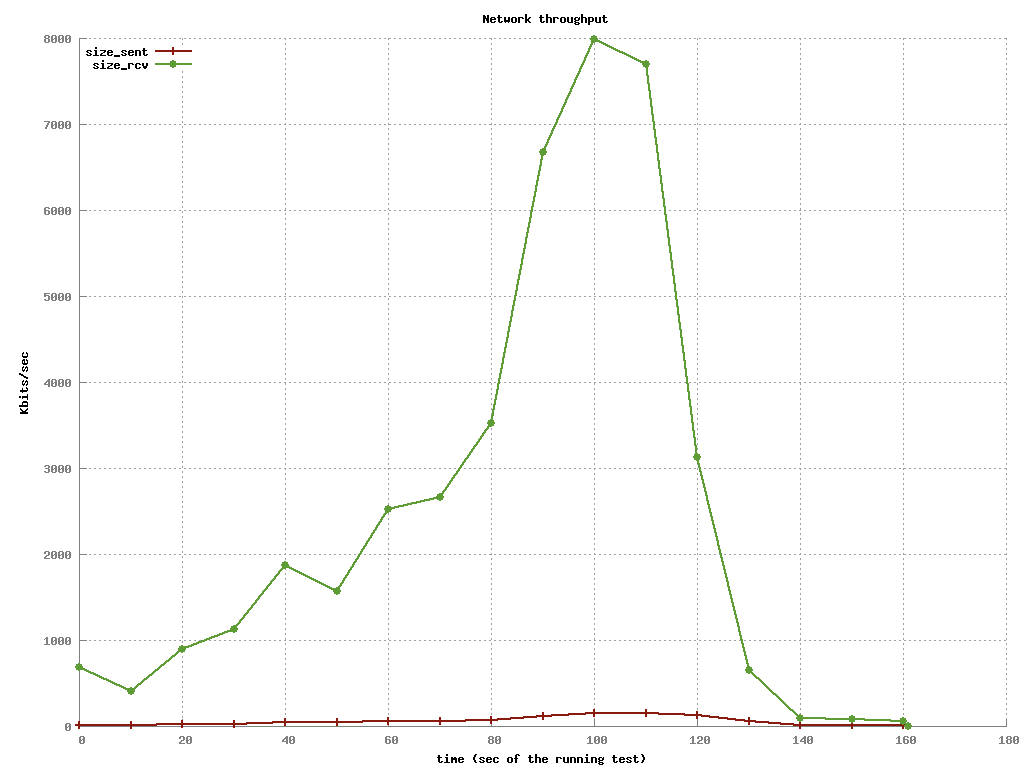 Network throughput
size_sent
size_rcv
8000
7000
6000
5000
4000
3000
2000
1000
0
Kbits/sec
0 20 40 60 80 100 120 140 160 180
time (sec of the running test)